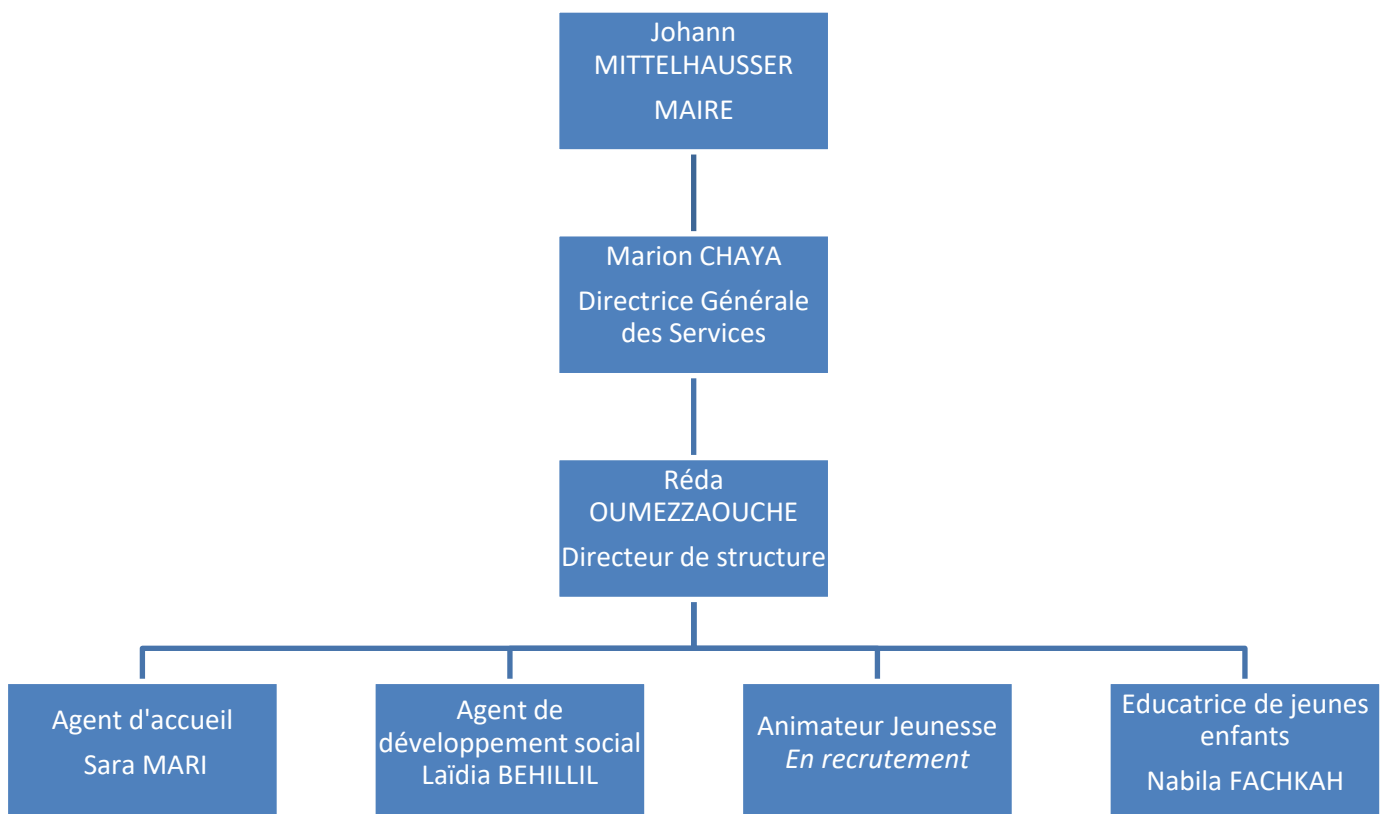 Johann
MITTELHAUSSER
MAIRE
Marion CHAYA
Directrice Générale
des Services
Réda
OUMEZZAOUCHE
Directeur de structure
Agent d'accueil
Sara MARI
Agent de
développement social
Laïdia BEHILLIL
Animateur Jeunesse
En recrutement
Educatrice de jeunes
enfants
Nabila FACHKAH